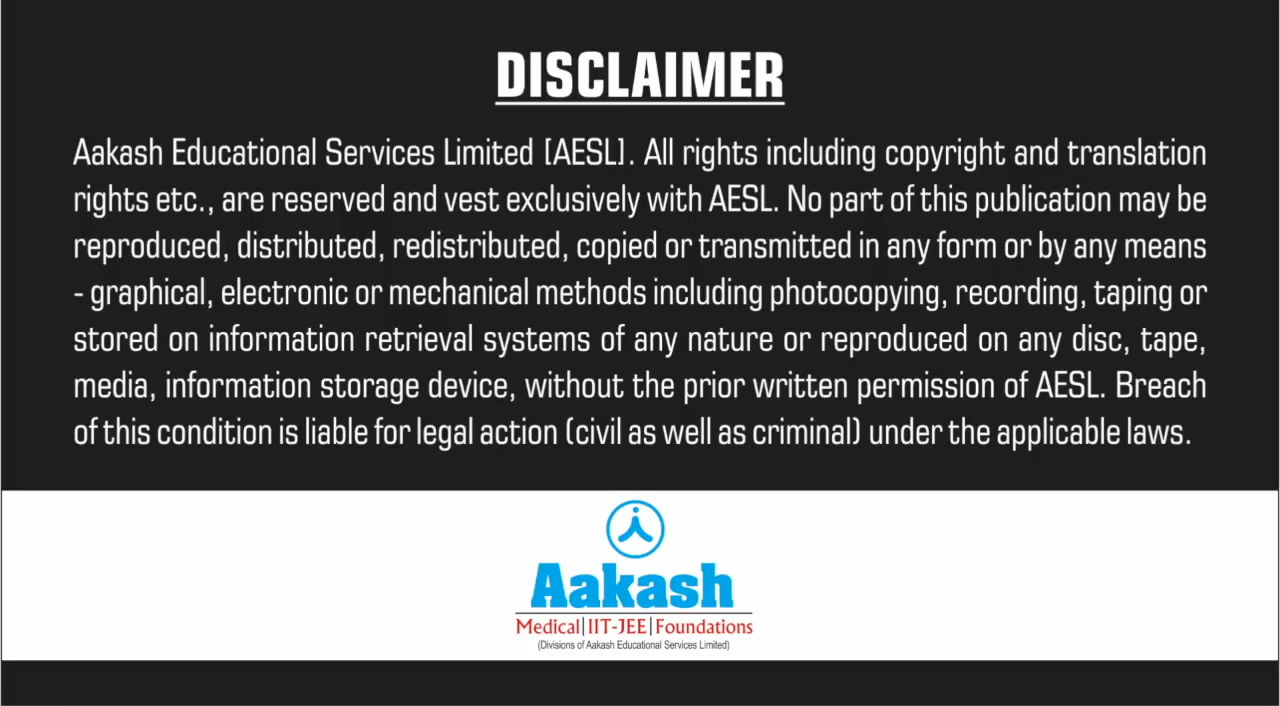 DISCLAIMER
Aakash Educational Services Limited [AESL]. All rights including copyright and translation
rights etc., are reserved and vest exclusively with AESL. No part of this publication may be
reproduced, distributed, redistributed, copied or transmitted in any form or by any means
- graphical, electronic or mechanical methods including photocopying, recording, taping or
stored on information retrieval systems of any nature or reproduced on any disc, tape,
media, information storage device, without the prior written permission of AESL. Breach
of this condition is liable for legal action (civil as well as criminal) under the applicable laws.
Aakash
Medical|IIT-JEE|Foundations
(Divisions of Aakash Educational Services Limited)